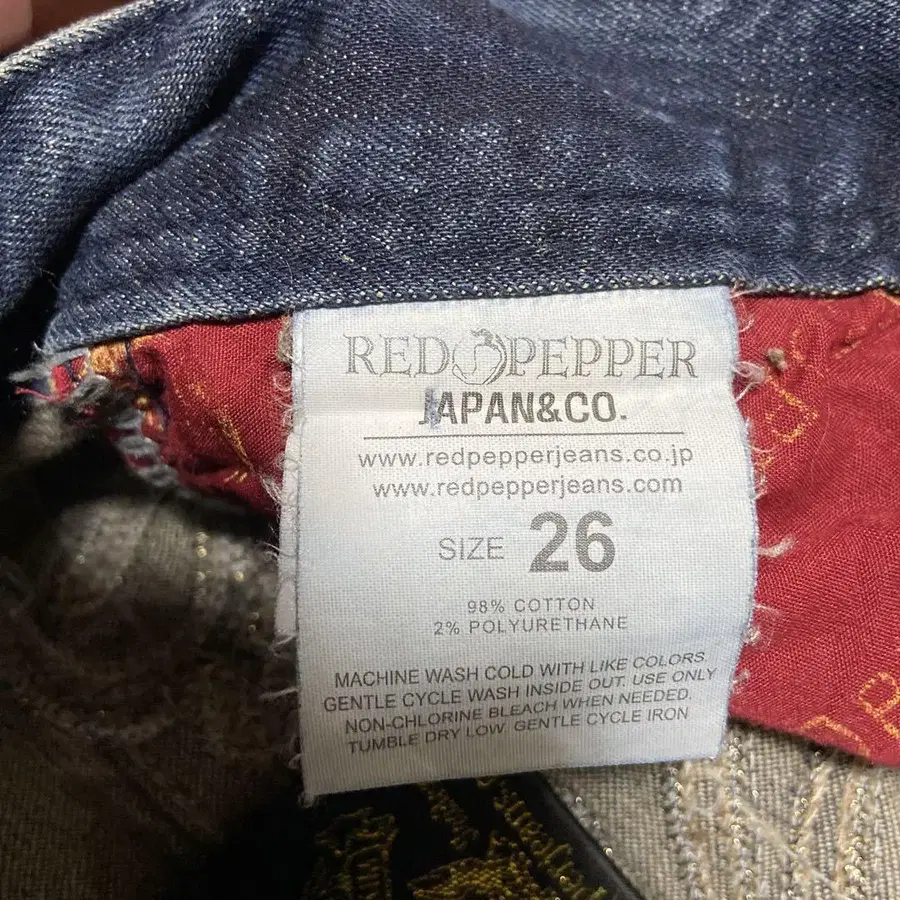 RED PEPPER
JAPAN&CO.
www.redpepperjeans.co.jp
www.redpepperjeans.com
SIZE 26
98% COTTON
2% POLYURETHANE
MACHINE WASH COLD WITH LIKE COLORS
GENTLE CYCLE WASH INSIDE OUT. USE ONLY
NON-CHLORINE BLEACH WHEN NEEDED.
TUMBLE DRY LOW. GENTLE CYCLE IRON